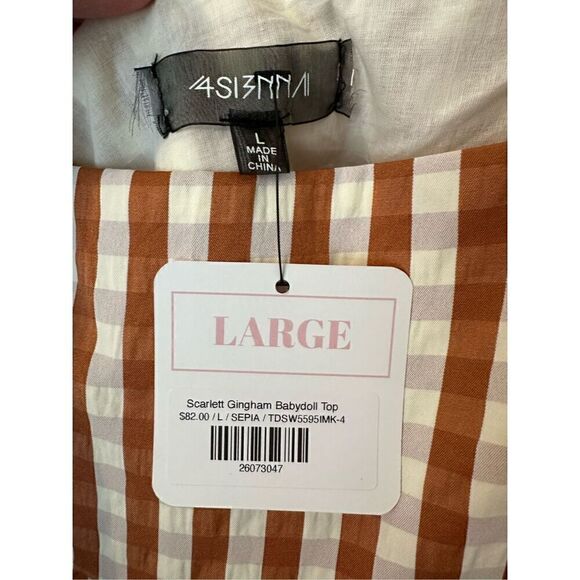 4SI3NNA
L
MADE
IN
CHINA
LARGE
Scarlett Gingham Babydoll Top
$82.00 / L / SEPIA / TDSW5595IMK-4
26073047